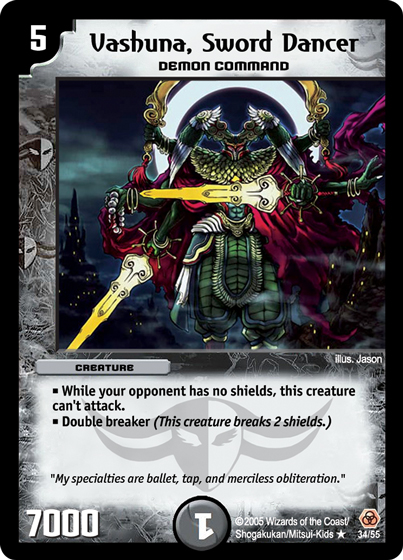 5 Vashuna, Sword Dancer
DEMON COMMAND
illus. Jason
CREATURE
▪ While your opponent has no shields, this creature
can't attack.
▪ Double breaker (This creature breaks 2 shields.)
"My specialties are ballet, tap, and merciless obliteration."
7000
1
©2005 Wizards of the Coast/
Shogakukan/Mitsui-Kids ★ 34/55